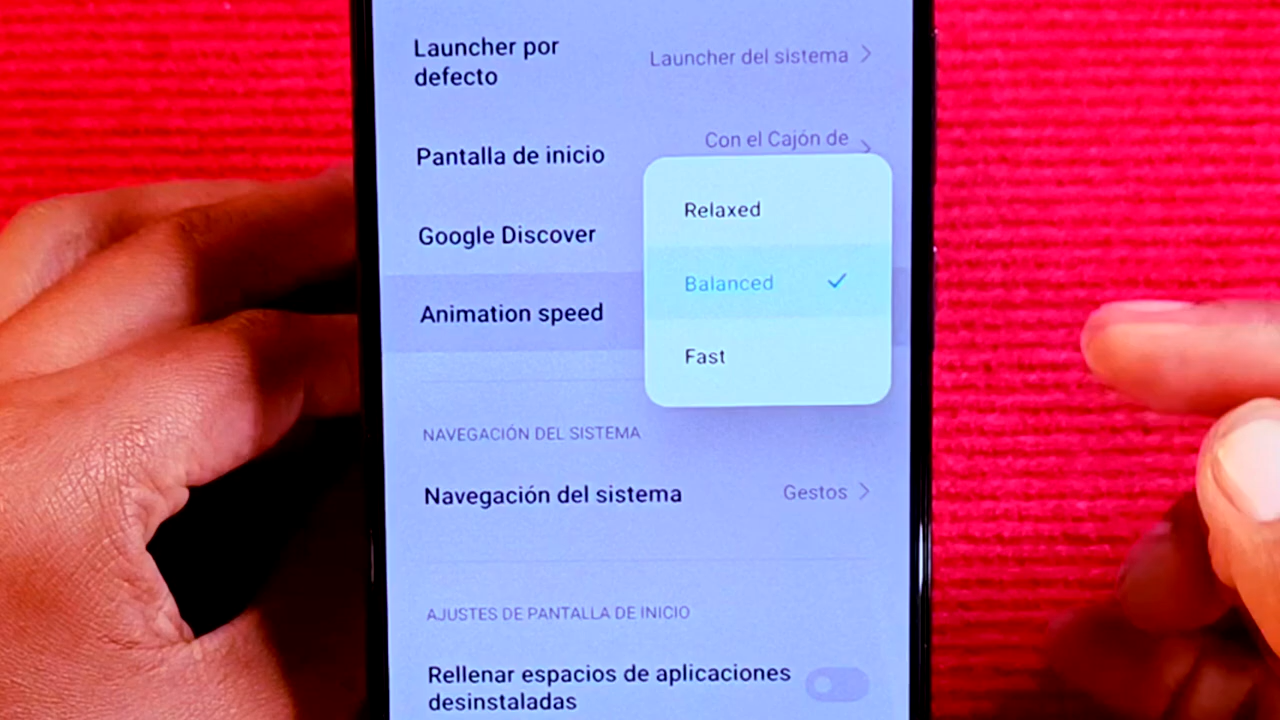 Launcher por
defecto
Launcher del sistema
Pantalla de inicio
Con el Cajón de
Google Discover
Animation speed
Relaxed
Balanced
Fast
NAVEGACIÓN DEL SISTEMA
Navegación del sistema
Gestos
AJUSTES DE PANTALLA DE INICIO
Rellenar espacios de aplicaciones
desinstaladas